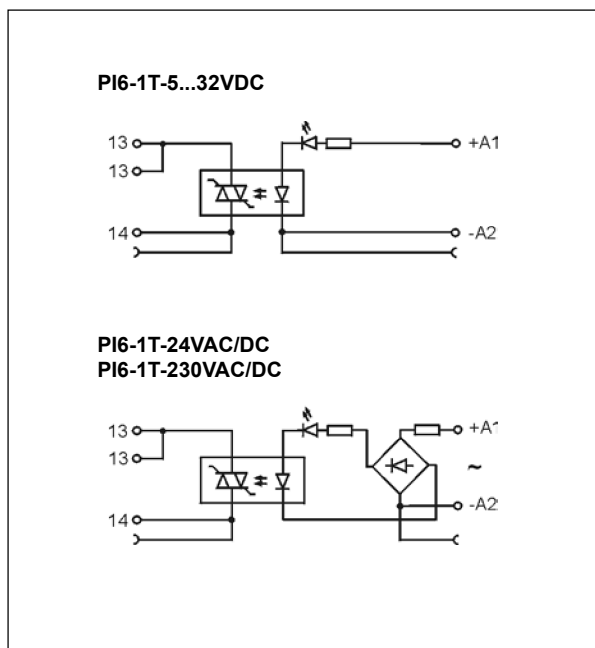 PI6-1T-5...32VDC
13
+A1
13
14
-A2
PI6-1T-24VAC/DC
PI6-1T-230VAC/DC
13
+A1
13
~
14
-A2